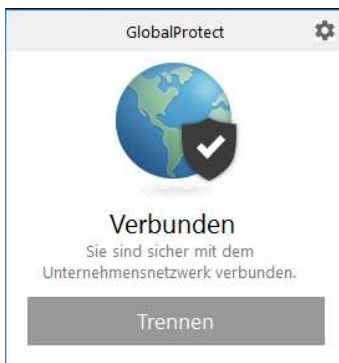 GlobalProtect
Verbunden
Sie sind sicher mit dem
Unternehmensnetzwerk verbunden.
Trennen